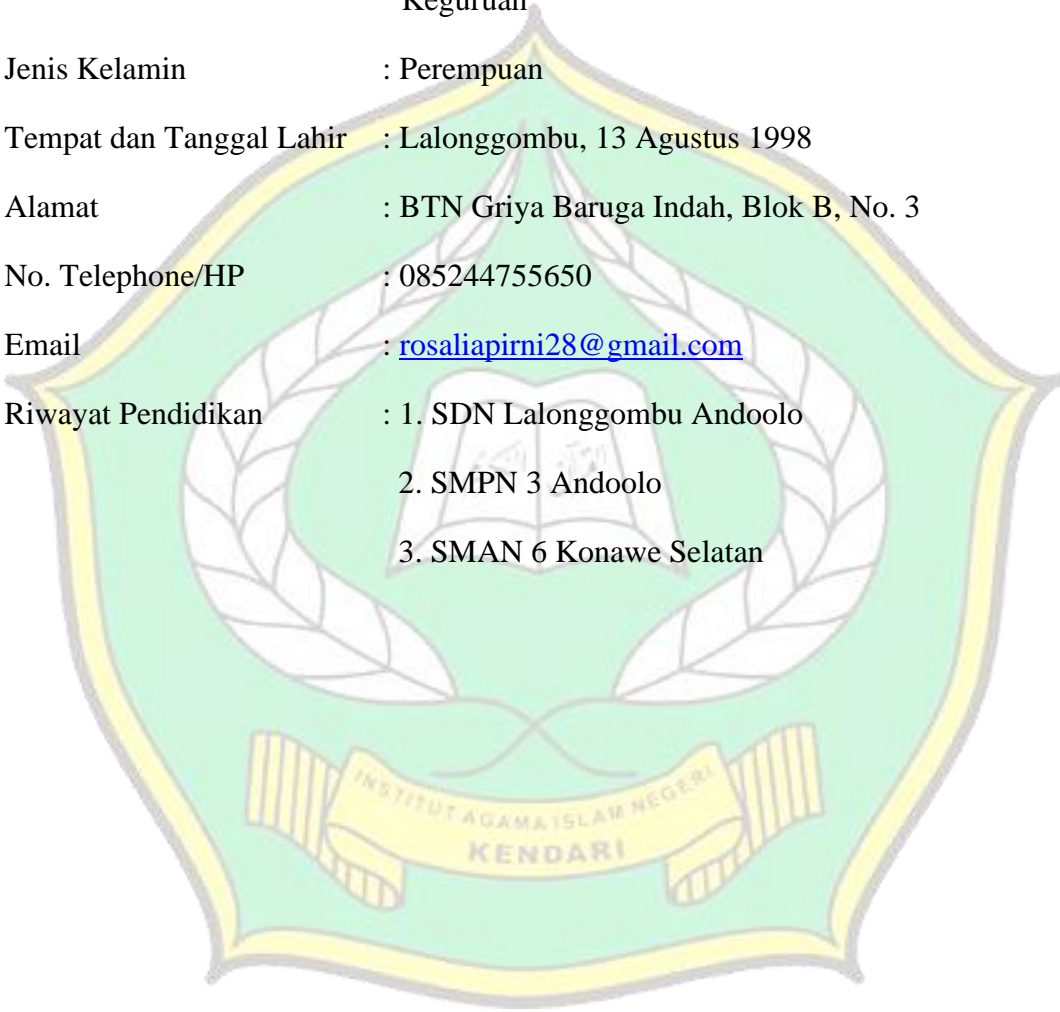 Keguruan
Jenis Kelamin : Perempuan
Tempat dan Tanggal Lahir : Lalonggombu, 13 Agustus 1998
Alamat : BTN Griya Baruga Indah, Blok B, No. 3
No. Telephone/HP : 085244755650
Email : rosaliapirni28@gmail.com
Riwayat Pendidikan : 1. SDN Lalonggombu Andoolo
2. SMPN 3 Andoolo
3. SMAN 6 Konawe Selatan
INSTITUT AGAMA ISLAM NEGERI
KENDARI